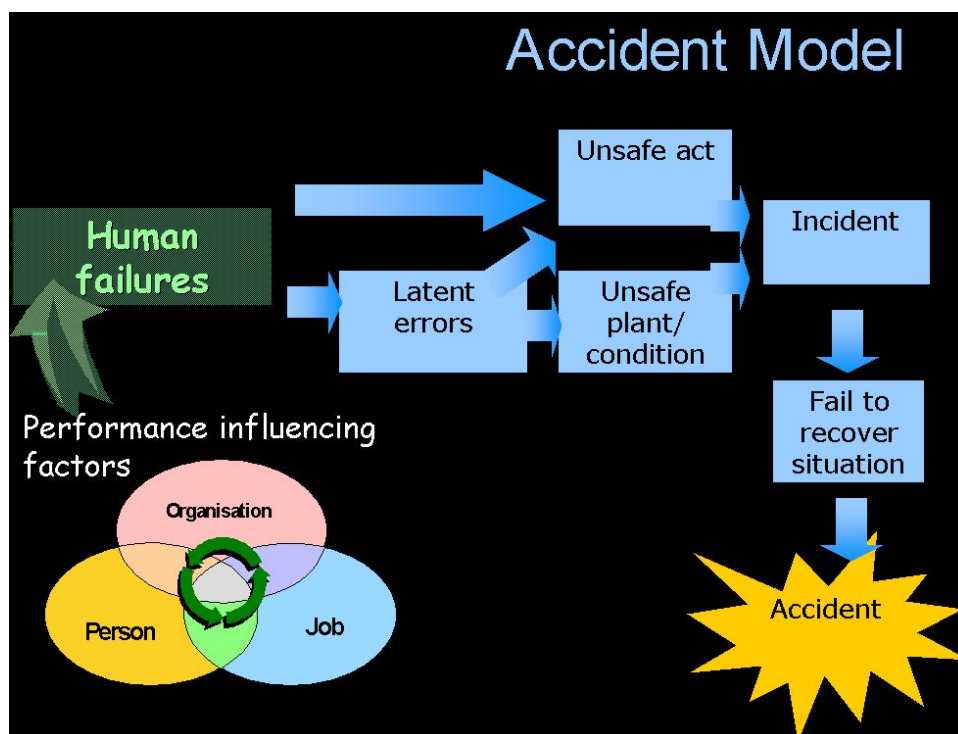 Accident Model
Unsafe act
Human
failures
Incident
Latent
errors
Unsafe
plant/
condition
Performance influencing
factors
Fail to
recover
situation
Organisation
Person
Job
Accident